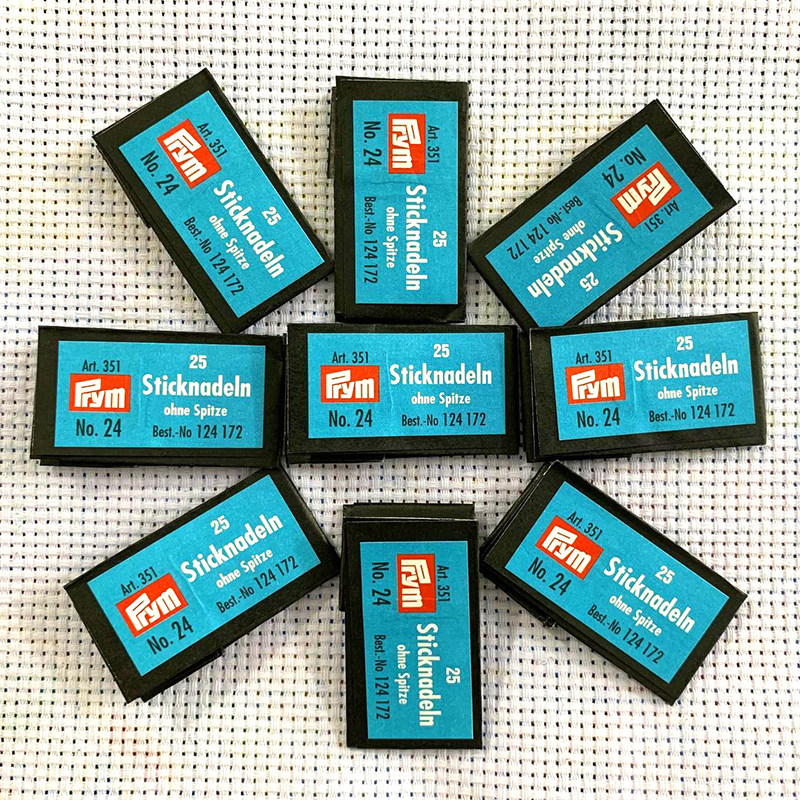 Art. 351
Prym
No. 24
25
Sticknadeln
ohne Spitze
Best.-No 124 172
Art. 351
Prym
No. 24
25
Sticknadeln
ohne Spitze
Best.-No 124 172
Art. 351
Prym
No. 24
25
Sticknadeln
ohne Spitze
Best.-No 124 172
Art. 351
Prym
No. 24
25
Sticknadeln
ohne Spitze
Best.-No 124 172
Art. 351
Prym
No. 24
25
Sticknadeln
ohne Spitze
Best.-No 124 172
Art. 351
Prym
No. 24
25
Sticknadeln
ohne Spitze
Best.-No 124 172
Art. 351
Prym
No. 24
25
Sticknadeln
ohne Spitze
Best.-No 124 172
Art. 351
Prym
No. 24
25
Sticknadeln
ohne Spitze
Best.-No 124 172
Art. 351
Prym
No. 24
25
Sticknadeln
ohne Spitze
Best.-No 124 172